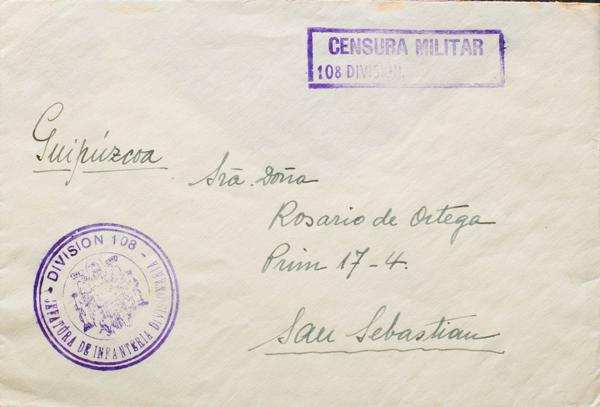 CENSURA MILITAR
108 DIVISION.
Guipúzcoa
Sra. Doña
Rosario de Ortega
Prim 17-4.
San Sebastian
- DIVISION 108 -
JEFATURA DE INFANTERIA DIVISIONARIA